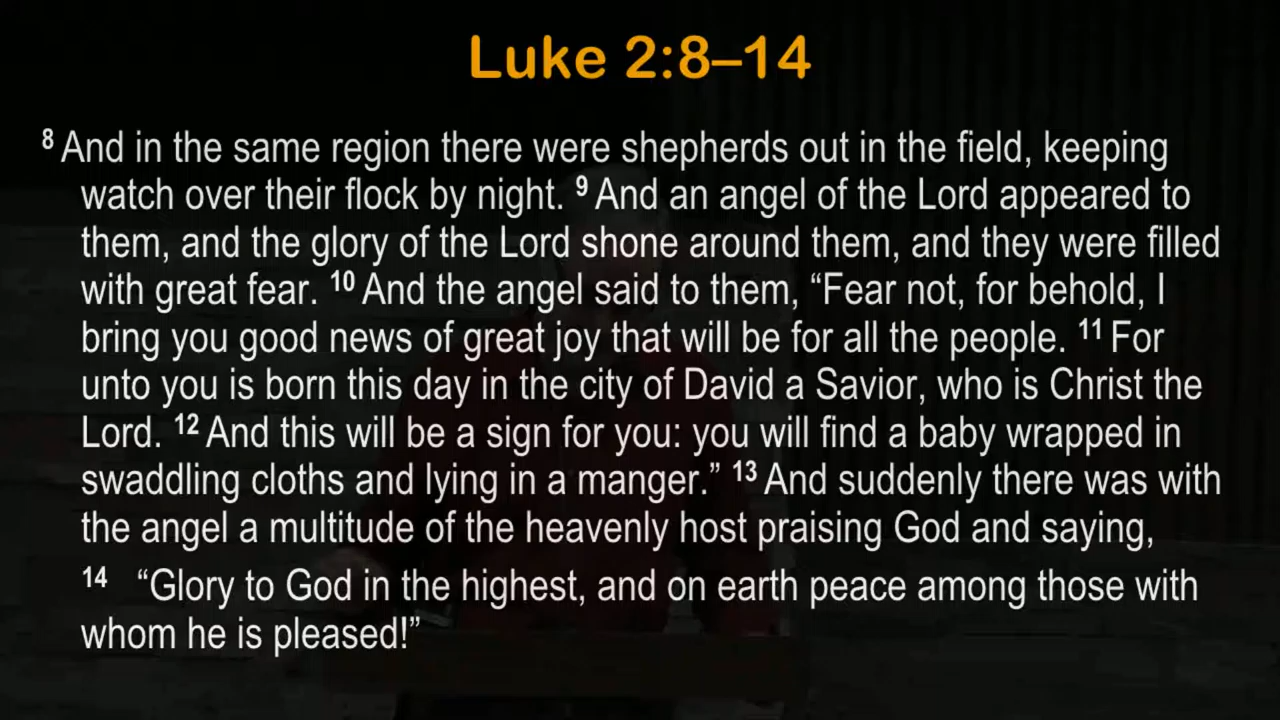 Luke 2:8–14
8 And in the same region there were shepherds out in the field, keeping
watch over their flock by night. 9 And an angel of the Lord appeared to
them, and the glory of the Lord shone around them, and they were filled
with great fear. 10 And the angel said to them, “Fear not, for behold, I
bring you good news of great joy that will be for all the people. 11 For
unto you is born this day in the city of David a Savior, who is Christ the
Lord. 12 And this will be a sign for you: you will find a baby wrapped in
swaddling cloths and lying in a manger.” 13 And suddenly there was with
the angel a multitude of the heavenly host praising God and saying,
14 “Glory to God in the highest, and on earth peace among those with
whom he is pleased!”